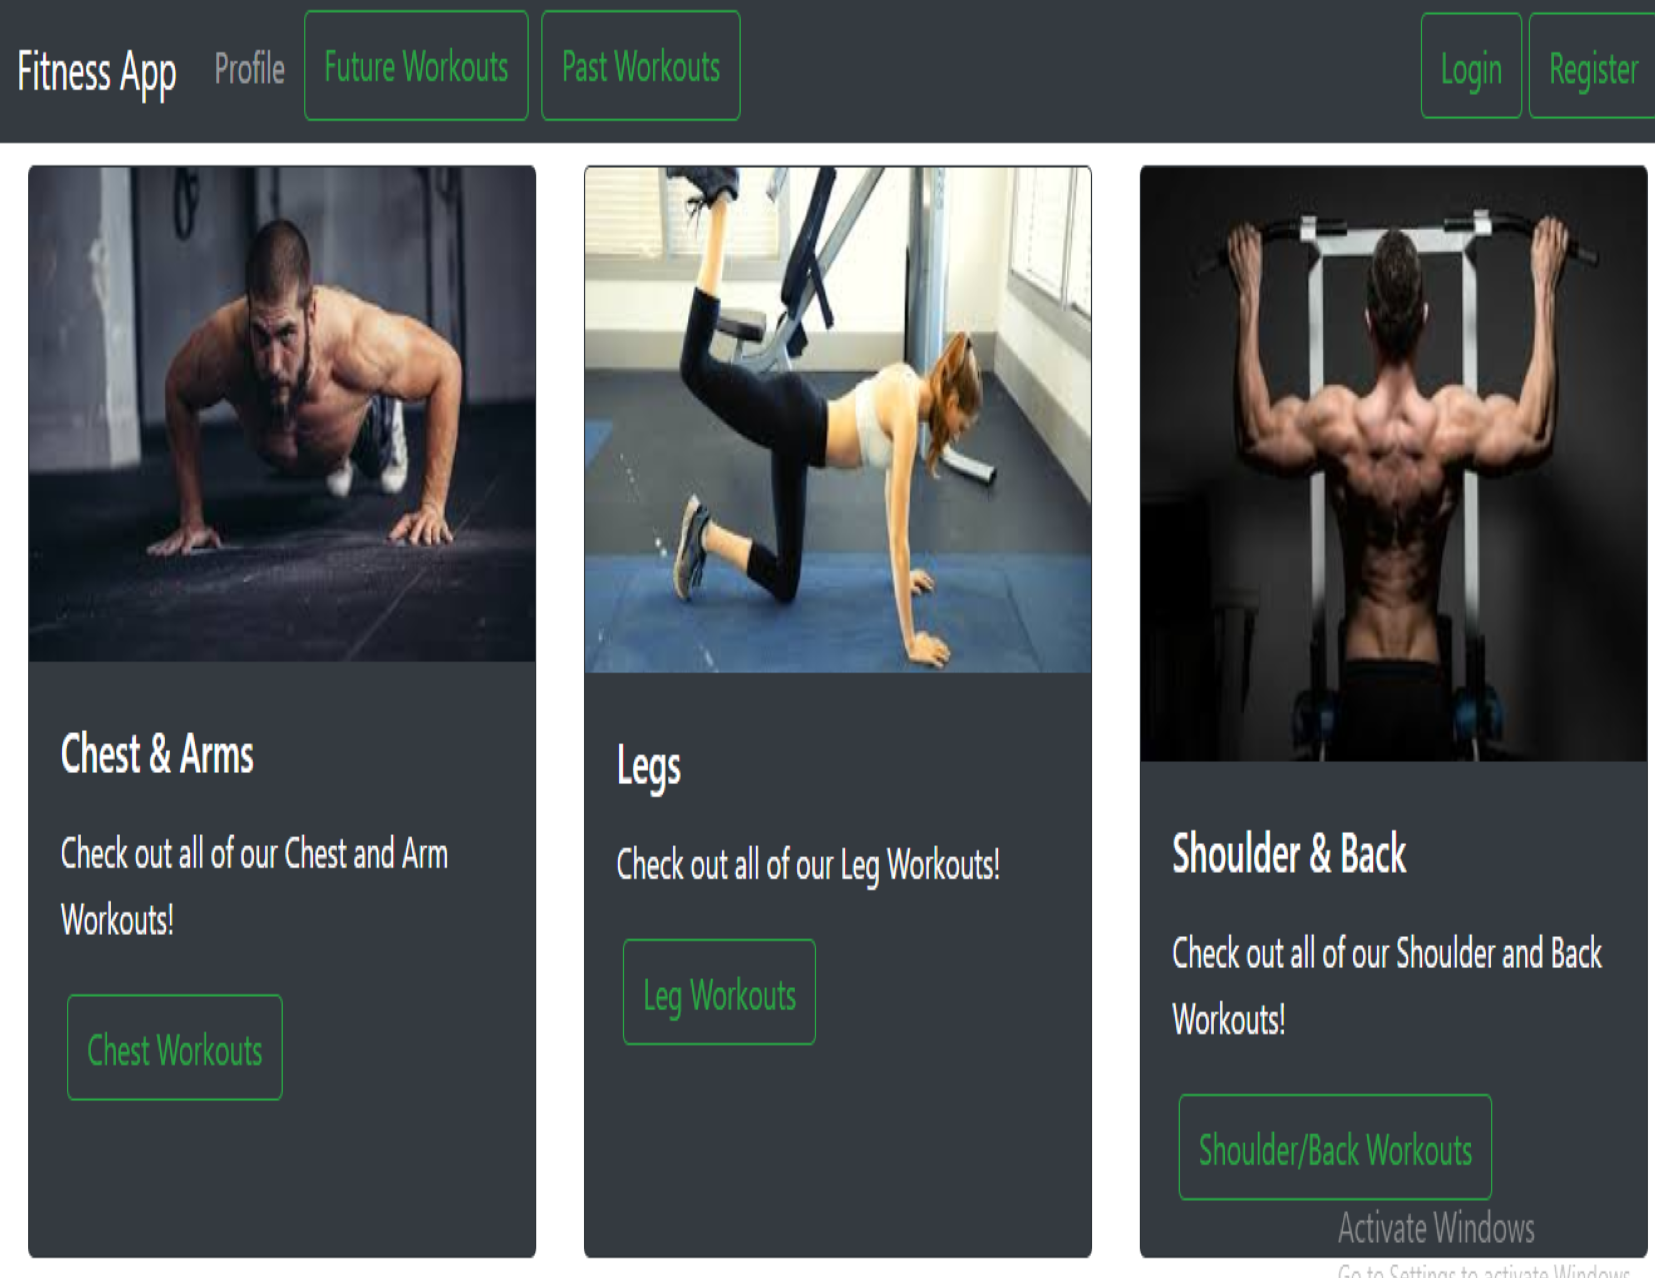 Fitness App Profile Future Workouts Past Workouts Login Register
Chest & Arms
Check out all of our Chest and Arm
Workouts!
Chest Workouts
Legs
Check out all of our Leg Workouts!
Leg Workouts
Shoulder & Back
Check out all of our Shoulder and Back
Workouts!
Shoulder/Back Workouts
Activate Windows
Go to Settings to activate Windows